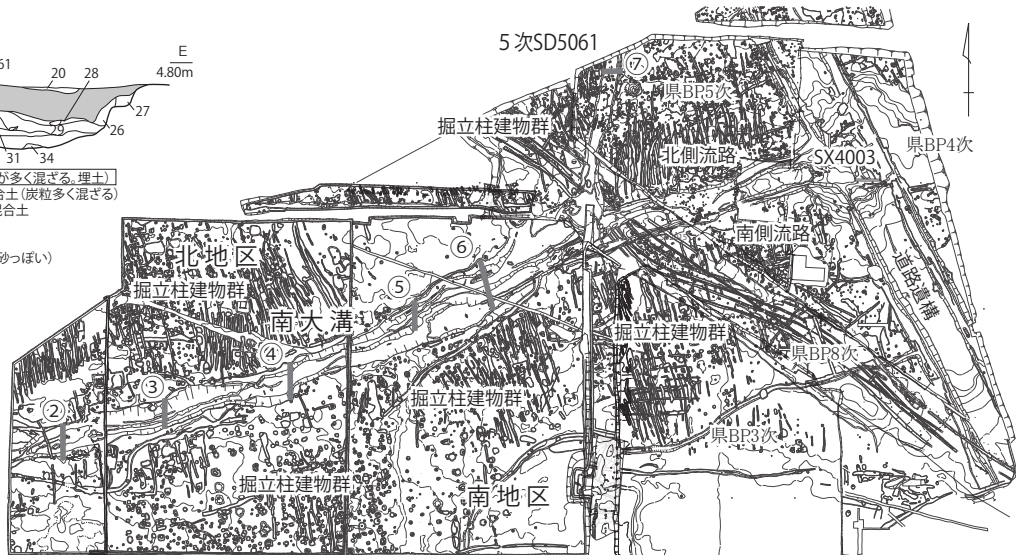 61
20
28
E
4.80m
27
29
26
31
34
が多く混ざる。埋土)
合土(炭粒多く混ざる)
混合土
砂っぽい)
5次SD5061
⑦
県BP5次
掘立柱建物群
北側流路
SX4003
県BP4次
南側流路
道路貴構
北地区
掘立柱建物群
⑥
⑤
南大溝
④
③
②
掘立柱建物群
県BP8次
掘立柱建物群
県BP3次
掘立柱建物群
南地区